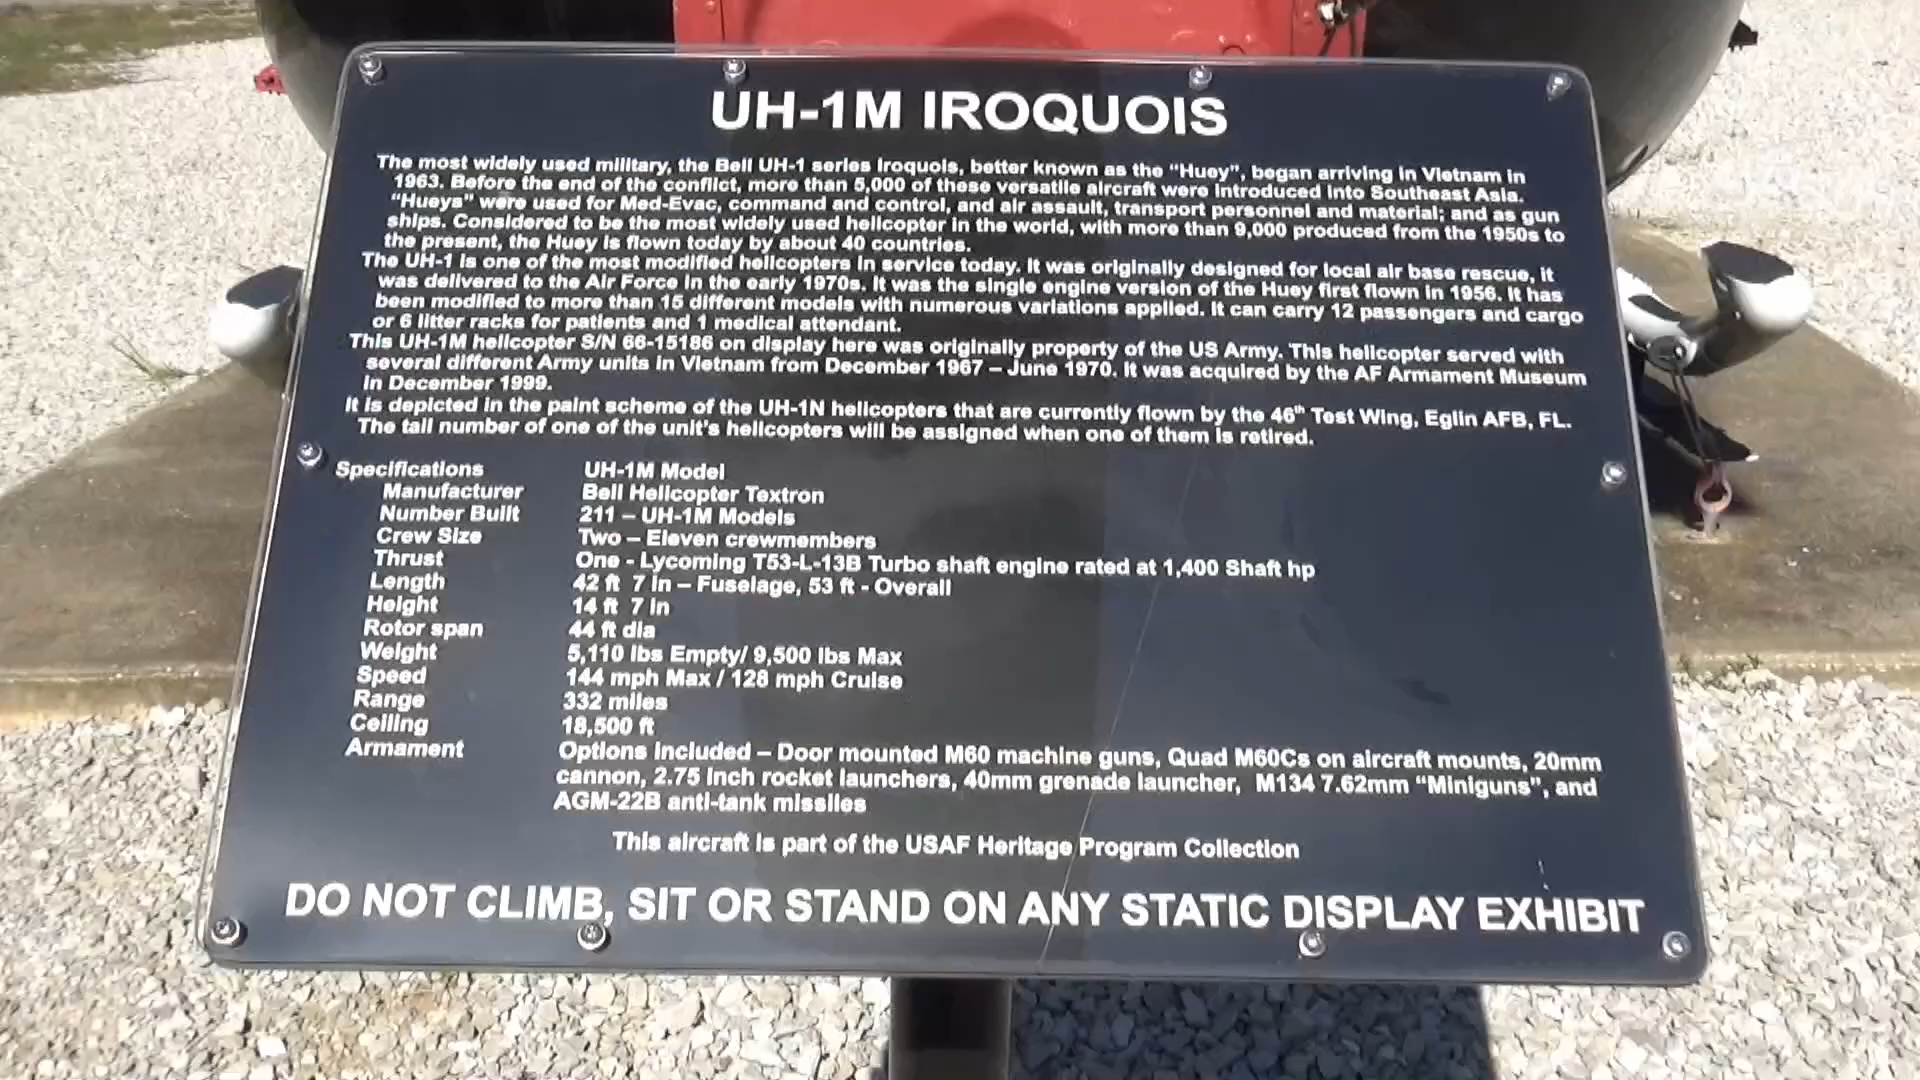 UH-1M IROQUOIS
The most widely used military, the Bell UH-1 series Iroquois, better known as the "Huey", began arriving in Vietnam in
1963. Before the end of the conflict, more than 5,000 of these versatile aircraft were introduced into Southeast Asia.
"Hueys" were used for Med-Evac, command and control, and air assault, transport personnel and material; and as gun
ships. Considered to be the most widely used helicopter in the world, with more than 9,000 produced from the 1950s to
the present, the Huey is flown today by about 40 countries.
The UH-1 is one of the most modified helicopters in service today. It was originally designed for local air base rescue, it
was delivered to the Air Force in the early 1970s. It was the single engine version of the Huey first flown in 1956. It has
been modified to more than 15 different models with numerous variations applied. It can carry 12 passengers and cargo
or 6 litter racks for patients and 1 medical attendant.
This UH-1M helicopter S/N 66-15186 on display here was originally property of the US Army. This helicopter served with
several different Army units in Vietnam from December 1967 – June 1970. It was acquired by the AF Armament Museum
in December 1999.
It is depicted in the paint scheme of the UH-1N helicopters that are currently flown by the 46th Test Wing, Eglin AFB, FL.
The tail number of one of the unit's helicopters will be assigned when one of them is retired.
Specifications UH-1M Model
Manufacturer Bell Helicopter Textron
Number Built 211 – UH-1M Models
Crew Size Two – Eleven crewmembers
Thrust One - Lycoming T53-L-13B Turbo shaft engine rated at 1,400 Shaft hp
Length 42 ft 7 in – Fuselage, 53 ft - Overall
Height 14 ft 7 in
Rotor span 44 ft dia
Weight 5,110 lbs Empty/ 9,500 lbs Max
Speed 144 mph Max / 128 mph Cruise
Range 332 miles
Ceiling 18,500 ft
Armament Options Included – Door mounted M60 machine guns, Quad M60Cs on aircraft mounts, 20mm
cannon, 2.75 inch rocket launchers, 40mm grenade launcher, M134 7.62mm "Miniguns", and
AGM-22B anti-tank missiles
This aircraft is part of the USAF Heritage Program Collection
DO NOT CLIMB, SIT OR STAND ON ANY STATIC DISPLAY EXHIBIT